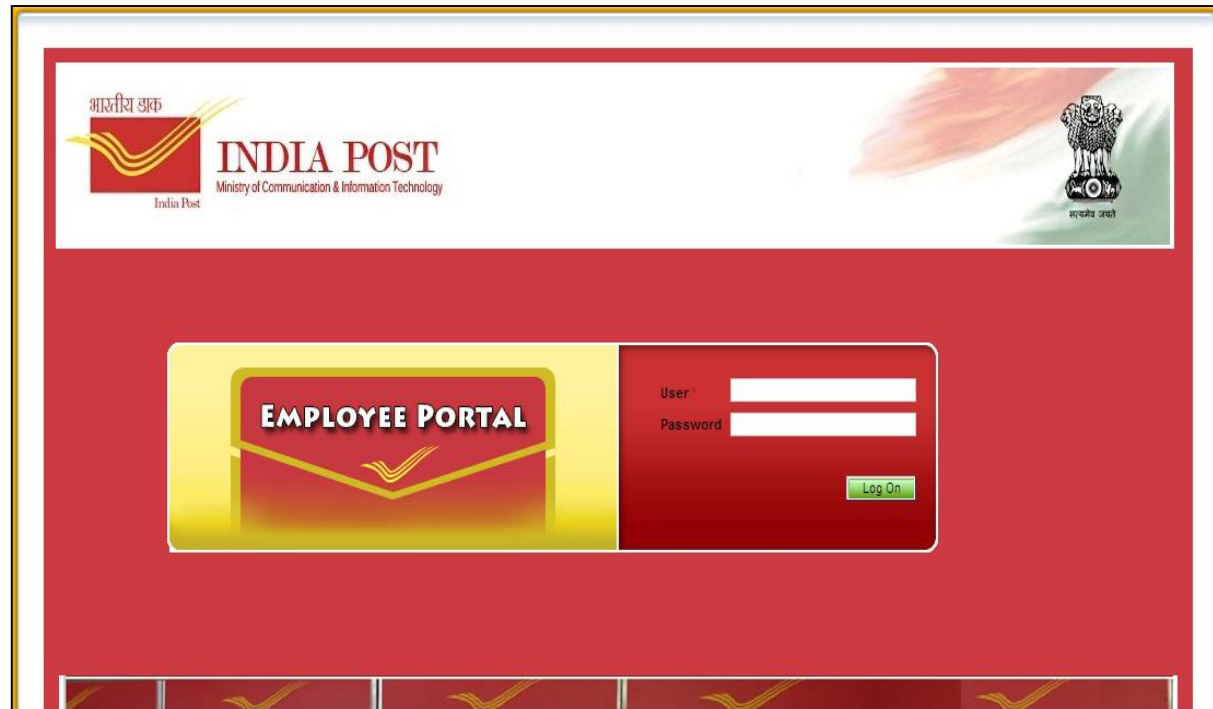 भारतीय डाक
INDIA POST
Ministry of Communication & Information Technology
India Post
सत्यमेव जयते
EMPLOYEE PORTAL
User *
Password
Log On